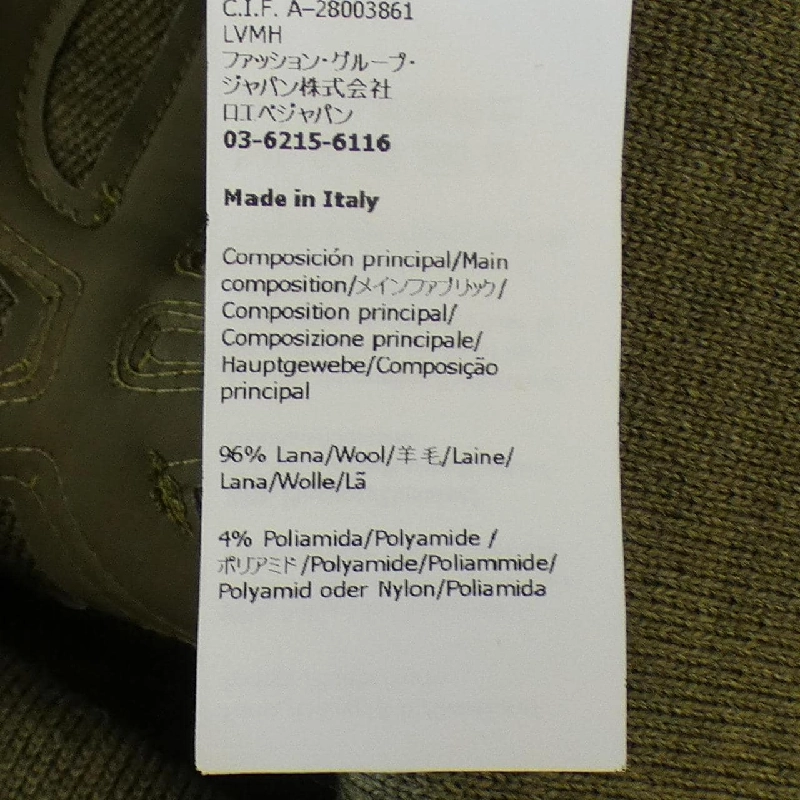 C.I.F. A-28003861
LVMH
ファッション･グループ･
ジャパン株式会社
ロエベジャパン
03-6215-6116
Made in Italy
Composición principal/Main
composition/メインファブリック/
Composition principal/
Composizione principale/
Hauptgewebe/Composição
principal
96% Lana/Wool/羊毛/Laine/
Lana/Wolle/Lã
4% Poliamida/Polyamide /
ポリアミド/Polyamide/Poliammide/
Polyamid oder Nylon/Poliamida